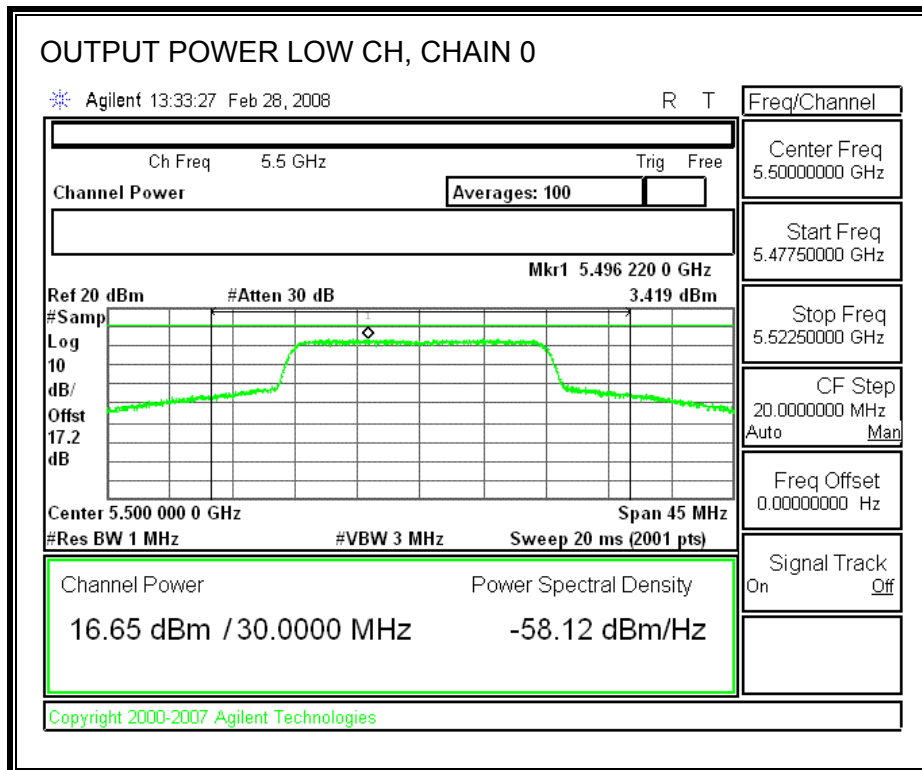 OUTPUT POWER LOW CH, CHAIN 0
Agilent 13:33:27 Feb 28, 2008 R T
Freq/Channel
Ch Freq 5.5 GHz Trig Free
Channel Power Averages: 100
Mkr1 5.496 220 0 GHz
Ref 20 dBm #Atten 30 dB 3.419 dBm
#Samp
Log
10
dB/
Offst
17.2
dB
1
Center 5.500 000 0 GHz Span 45 MHz
#Res BW 1 MHz #VBW 3 MHz Sweep 20 ms (2001 pts)
Channel Power Power Spectral Density
16.65 dBm / 30.0000 MHz -58.12 dBm/Hz
Center Freq
5.50000000 GHz
Start Freq
5.47750000 GHz
Stop Freq
5.52250000 GHz
CF Step
20.0000000 MHz
Auto Man
Freq Offset
0.00000000 Hz
Signal Track
On Off
Copyright 2000-2007 Agilent Technologies